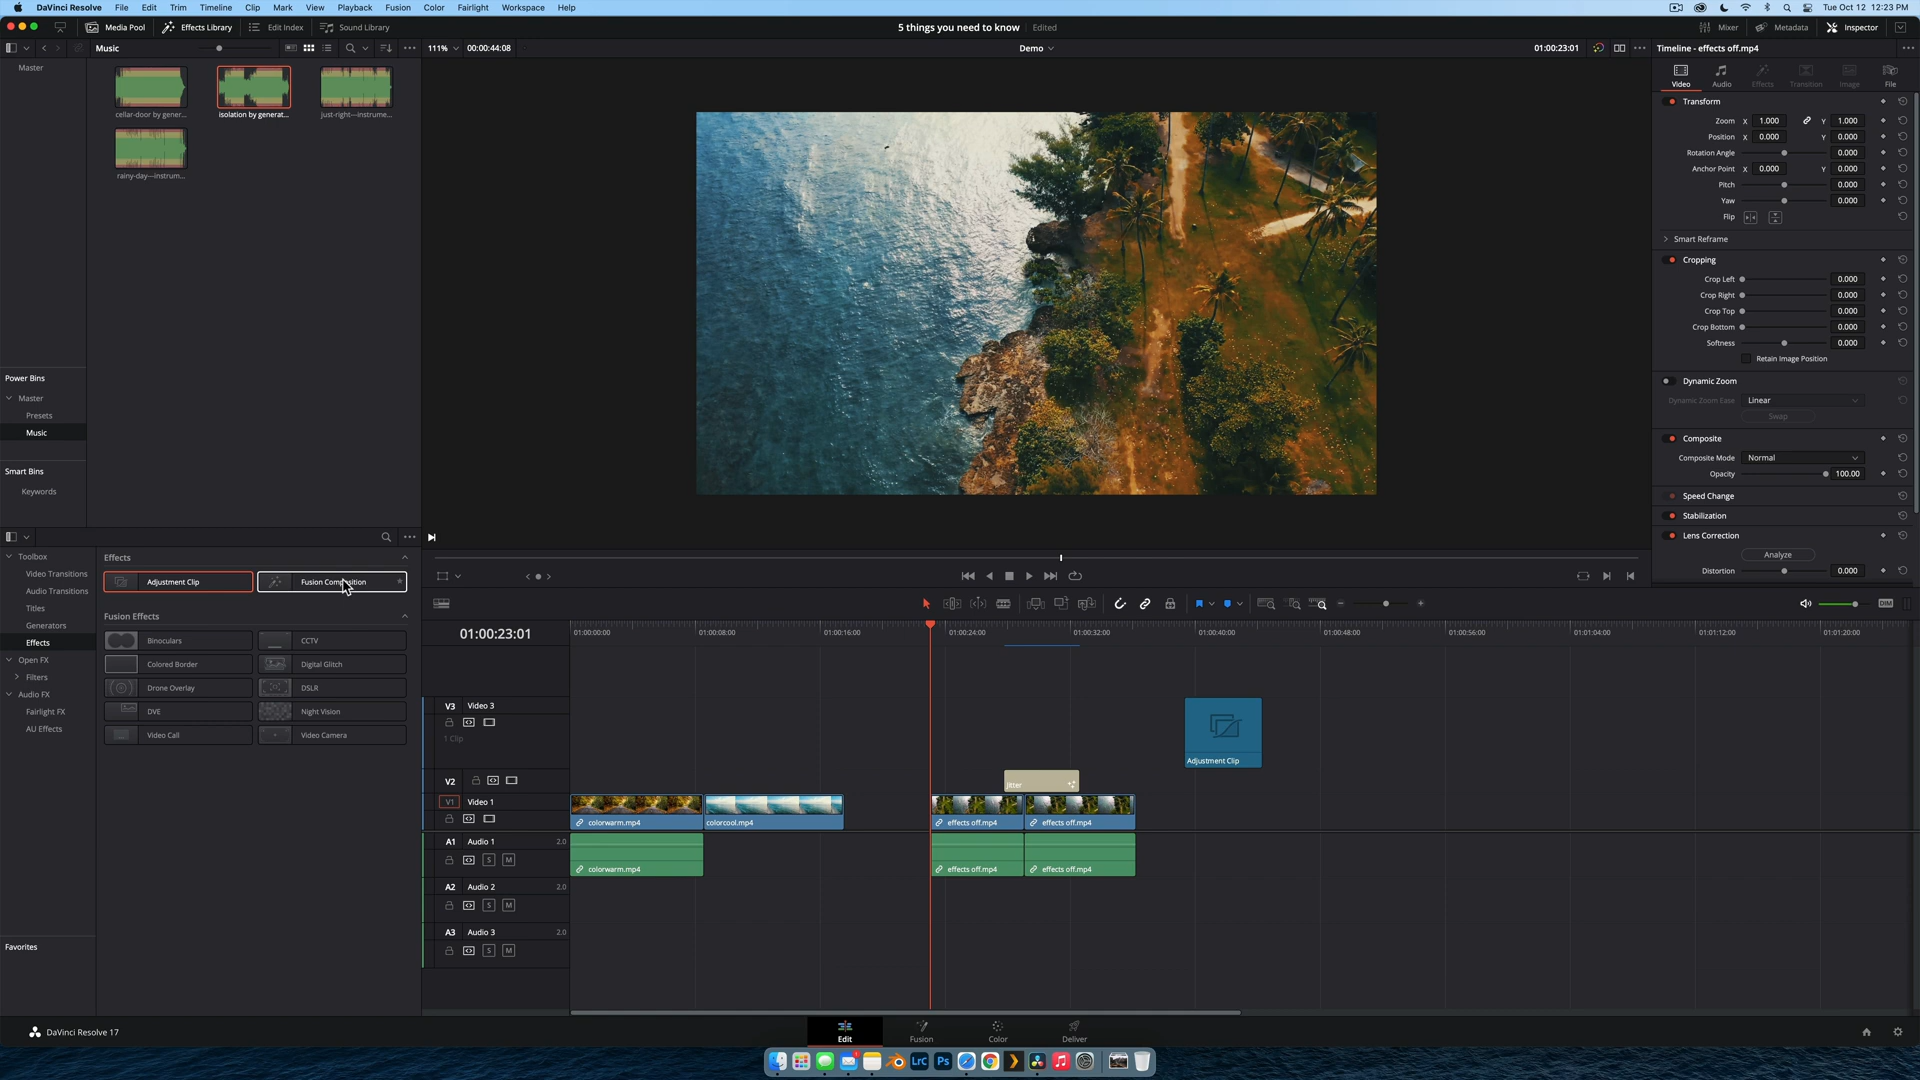 DaVinci Resolve File Edit Trim Timeline Clip Mark View Playback Fusion Color Fairlight Workspace Help
Tue Oct 12 12:23 PM
Media Pool Effects Library Edit Index Sound Library
5 things you need to know Edited
Mixer Metadata Inspector
Music
111% 00:00:44:08
Demo
01:00:23:01
Timeline - effects off.mp4
Master
cellar-door by gener...
isolation by generat...
just-right—instrume...
rainy-day—instrum...
Power Bins
Master
Presets
Music
Smart Bins
Keywords
Video Audio Effects Transition Image File
Transform
Zoom X 1.000 Y 1.000
Position X 0.000 Y 0.000
Rotation Angle 0.000
Anchor Point X 0.000 Y 0.000
Pitch 0.000
Yaw 0.000
Flip
Smart Reframe
Cropping
Crop Left 0.000
Crop Right 0.000
Crop Top 0.000
Crop Bottom 0.000
Softness 0.000
Retain Image Position
Dynamic Zoom
Dynamic Zoom Ease Linear
Swap
Composite
Composite Mode Normal
Opacity 100.00
Speed Change
Stabilization
Lens Correction
Analyze
Distortion 0.000
Toolbox
Video Transitions
Audio Transitions
Titles
Generators
Effects
Open FX
Filters
Audio FX
Fairlight FX
AU Effects
Favorites
Effects
Adjustment Clip Fusion Composition
Fusion Effects
Binoculars CCTV
Colored Border Digital Glitch
Drone Overlay DSLR
DVE Night Vision
Video Call Video Camera
DIM
01:00:23:01
01:00:00:00 01:00:08:00 01:00:16:00 01:00:24:00 01:00:32:00 01:00:40:00 01:00:48:00 01:00:56:00 01:01:04:00 01:01:12:00 01:01:20:00
V3 Video 3
1 Clip
Adjustment Clip
V2
Jitter
V1 Video 1
colorwarm.mp4 colorcool.mp4 effects off.mp4 effects off.mp4
A1 Audio 1 2.0
S M
colorwarm.mp4 effects off.mp4 effects off.mp4
A2 Audio 2 2.0
S M
A3 Audio 3 2.0
S M
DaVinci Resolve 17
Edit Fusion Color Deliver
LrC Ps